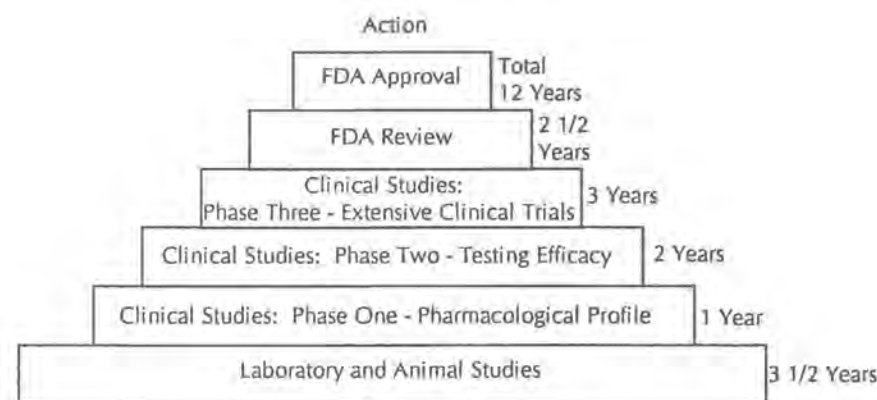 Action
FDA Approval
Total
12 Years
FDA Review
2 1/2
Years
Clinical Studies:
Phase Three - Extensive Clinical Trials
3 Years
Clinical Studies: Phase Two - Testing Efficacy
2 Years
Clinical Studies: Phase One - Pharmacological Profile
1 Year
Laboratory and Animal Studies
3 1/2 Years